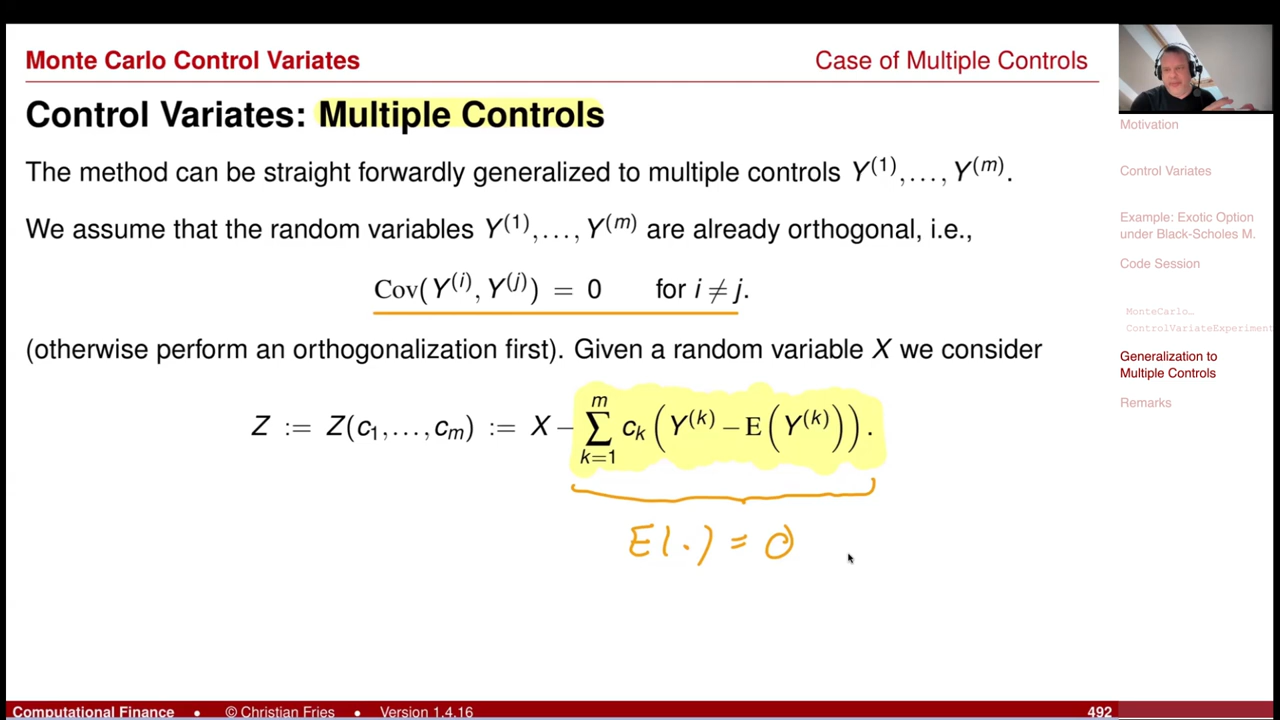 Monte Carlo Control Variates
Case of Multiple Controls
Control Variates: Multiple Controls
The method can be straight forwardly generalized to multiple controls Y^(1),…,Y^(m).
We assume that the random variables Y^(1),…,Y^(m) are already orthogonal, i.e.,
Cov(Y^(i), Y^(j)) = 0 for i ≠ j.
(otherwise perform an orthogonalization first). Given a random variable X we consider
Z := Z(c_1,…,c_m) := X − ∑_{k=1}^{m} c_k (Y^(k) − E(Y^(k))).
E(·) = 0
Motivation
Control Variates
Example: Exotic Option
under Black-Scholes M.
Code Session
MonteCarlo…
ControlVariateExperiment
Generalization to
Multiple Controls
Remarks
Computational Finance • © Christian Fries • Version 1.4.16
492